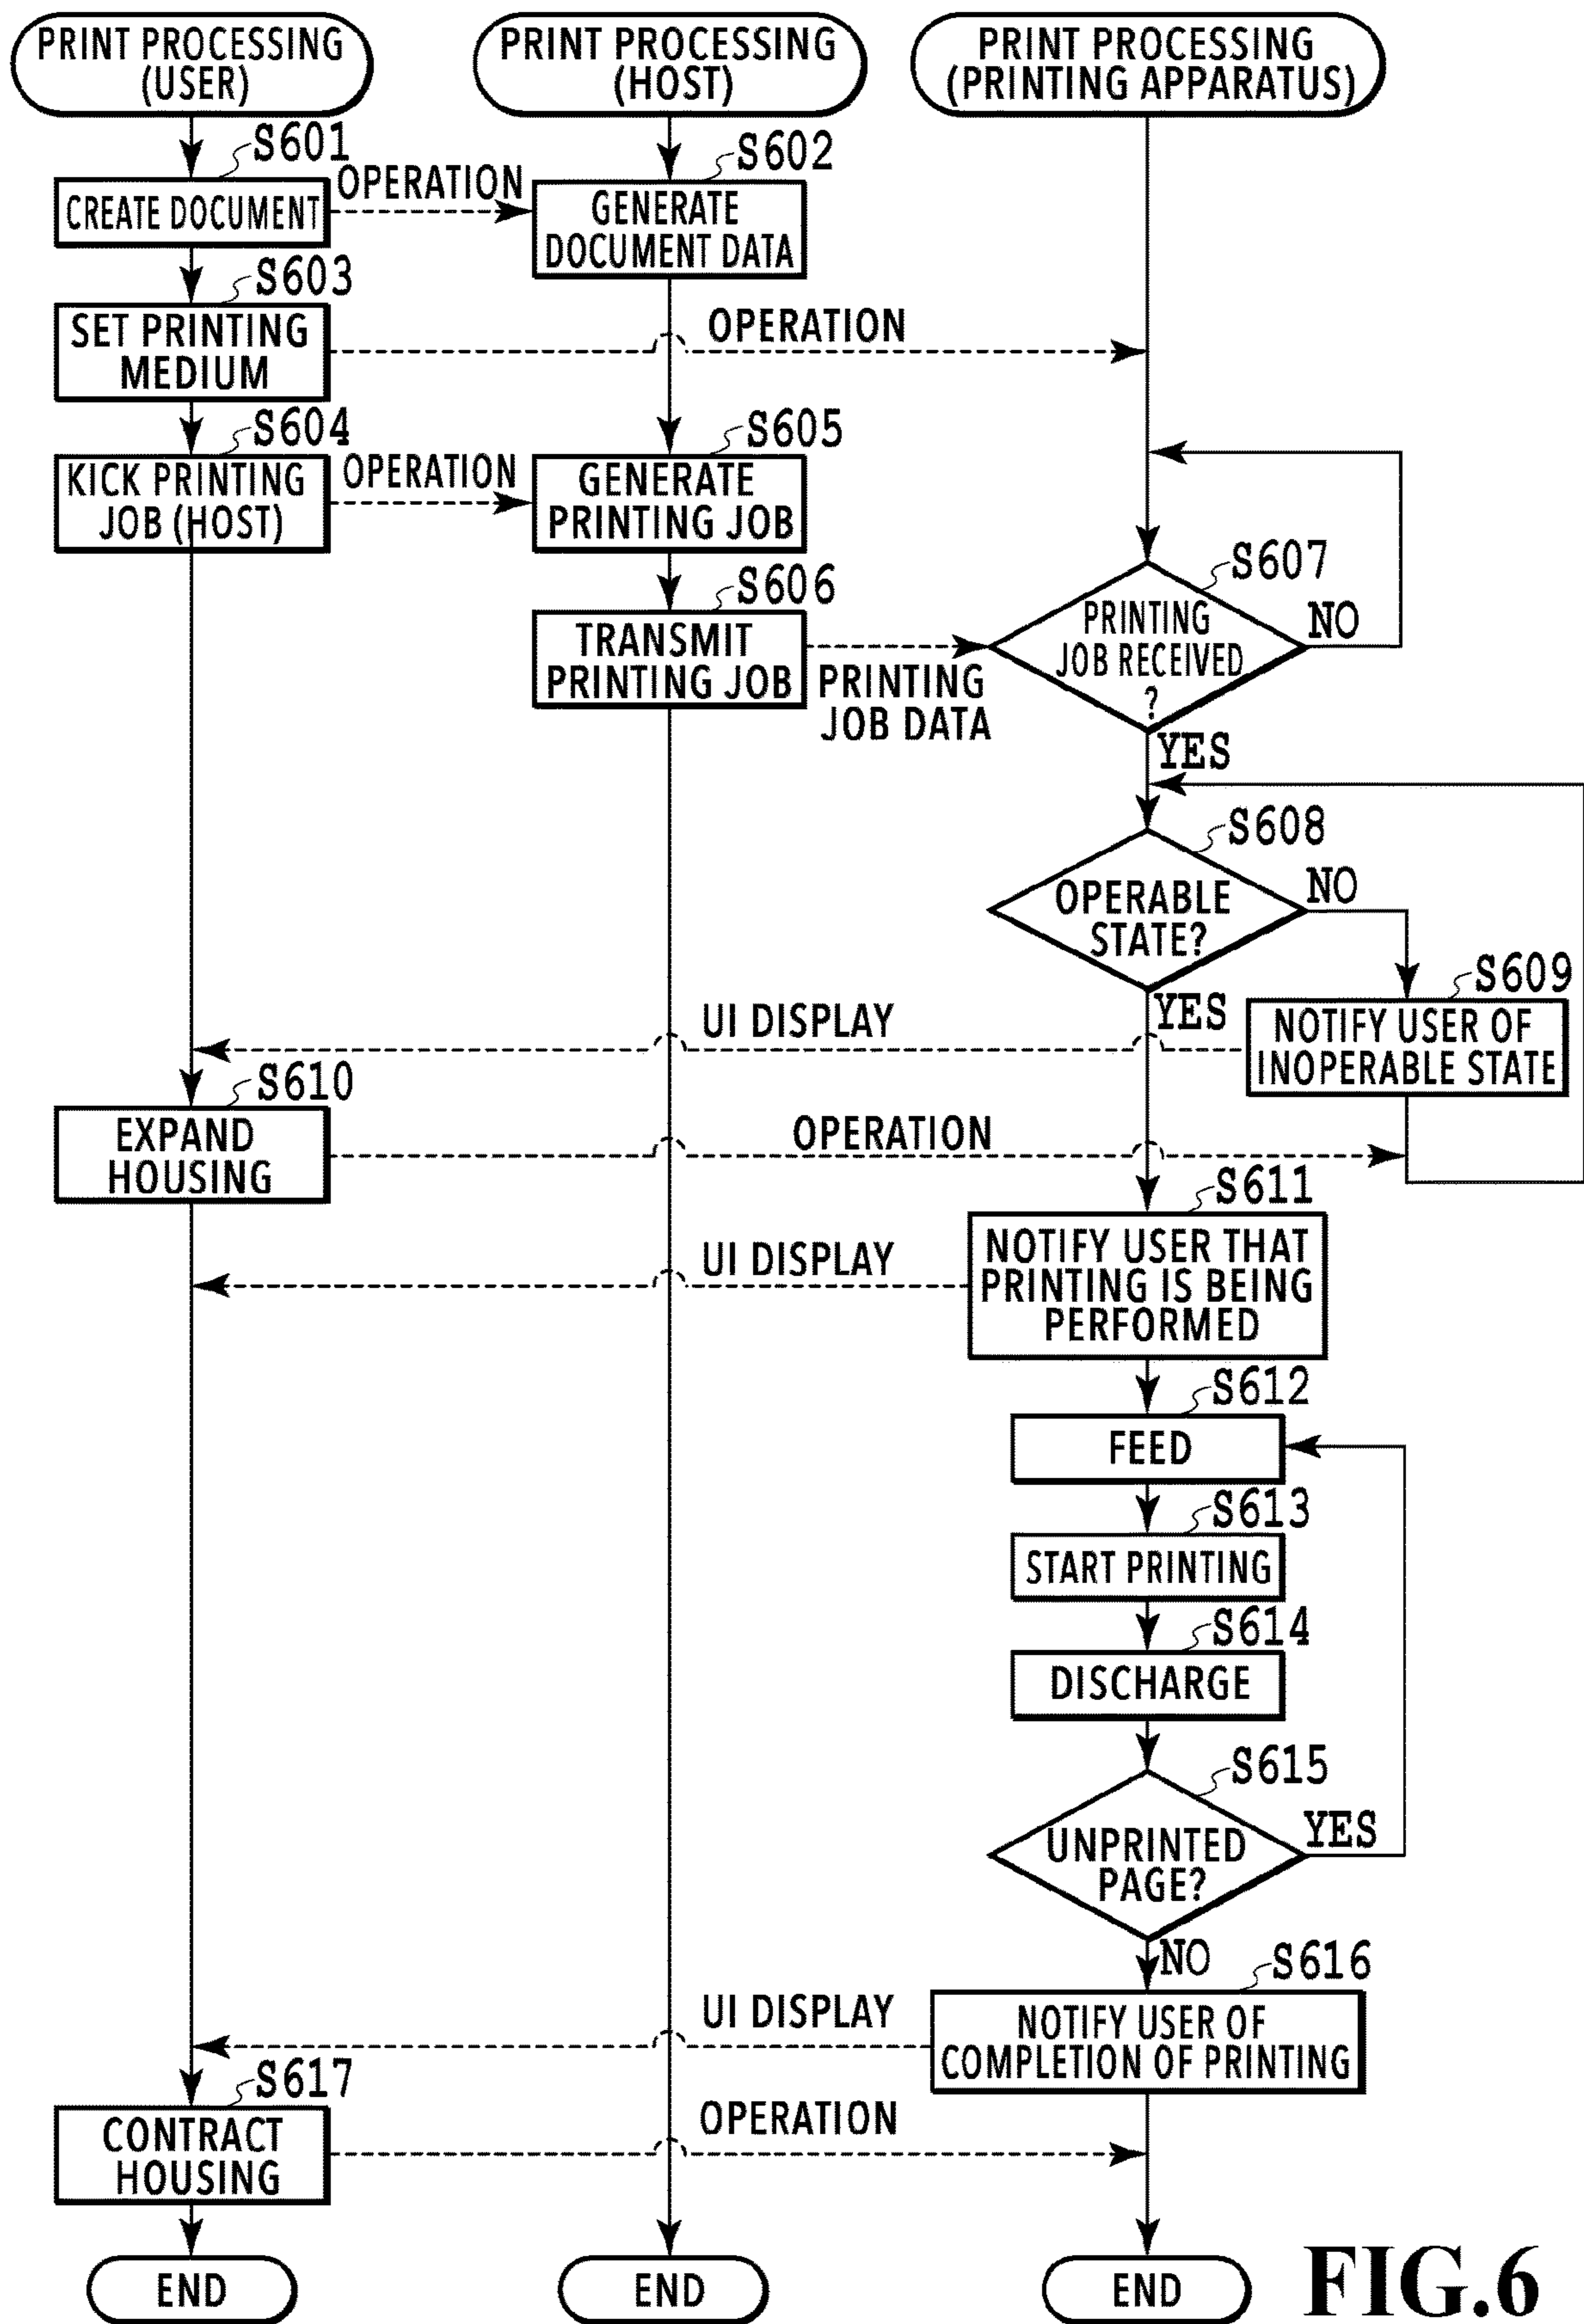 PRINT PROCESSING
(USER)
PRINT PROCESSING
(HOST)
PRINT PROCESSING
(PRINTING APPARATUS)
S601
CREATE DOCUMENT
OPERATION
S602
GENERATE
DOCUMENT DATA
S603
SET PRINTING
MEDIUM
OPERATION
S604
KICK PRINTING
JOB (HOST)
OPERATION
S605
GENERATE
PRINTING JOB
S606
TRANSMIT
PRINTING JOB
PRINTING
JOB DATA
S607
PRINTING
JOB RECEIVED
?
NO
YES
S608
OPERABLE
STATE?
NO
YES
S609
NOTIFY USER OF
INOPERABLE STATE
UI DISPLAY
S610
EXPAND
HOUSING
OPERATION
S611
NOTIFY USER THAT
PRINTING IS BEING
PERFORMED
UI DISPLAY
S612
FEED
S613
START PRINTING
S614
DISCHARGE
S615
UNPRINTED
PAGE?
YES
NO
S616
NOTIFY USER OF
COMPLETION OF PRINTING
UI DISPLAY
S617
CONTRACT
HOUSING
OPERATION
END
END
END
FIG.6